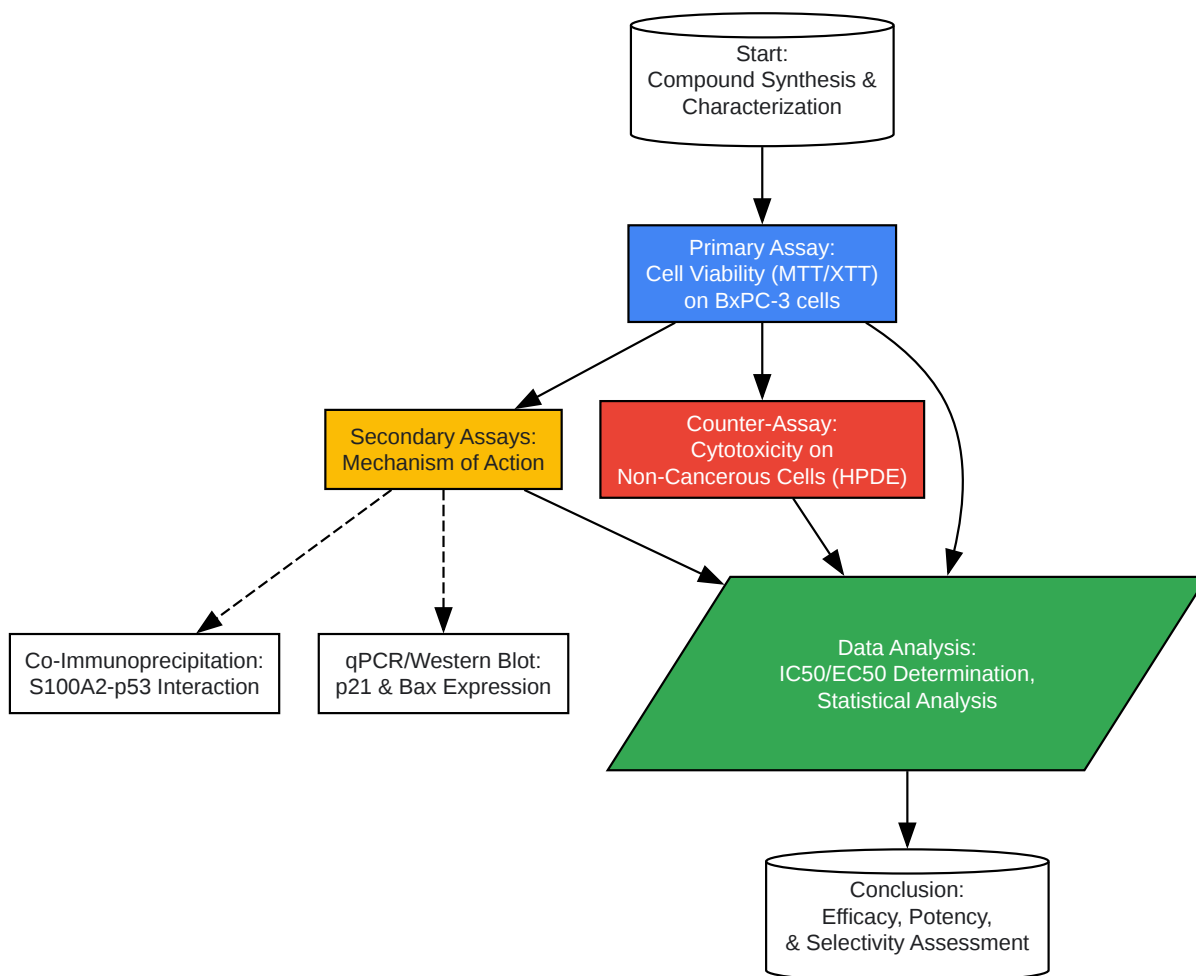 Start:
Compound Synthesis &
Characterization
Primary Assay:
Cell Viability (MTT/XTT)
on BxPC-3 cells
Secondary Assays:
Mechanism of Action
Counter-Assay:
Cytotoxicity on
Non-Cancerous Cells (HPDE)
Co-Immunoprecipitation:
S100A2-p53 Interaction
qPCR/Western Blot:
p21 & Bax Expression
Data Analysis:
IC50/EC50 Determination,
Statistical Analysis
Conclusion:
Efficacy, Potency,
& Selectivity Assessment